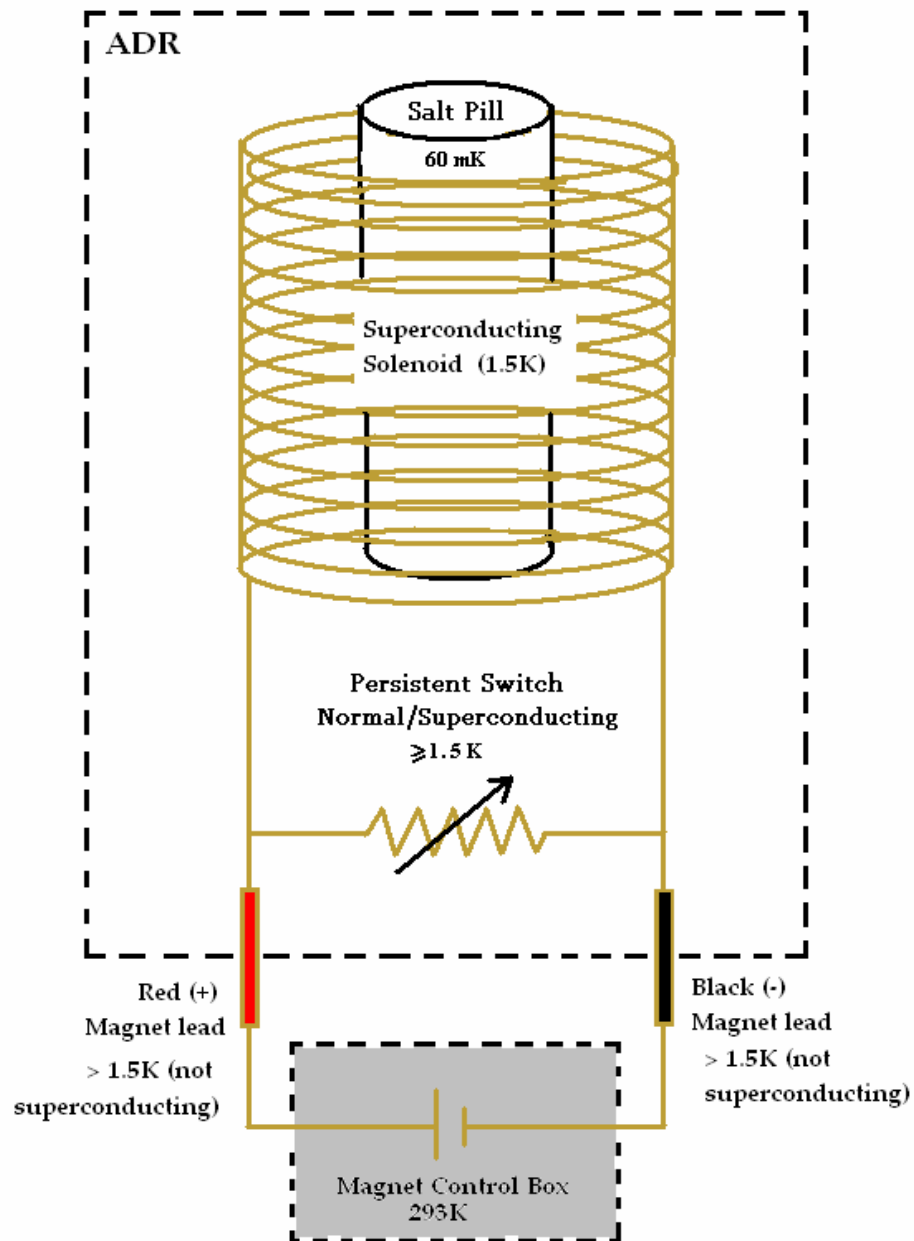 ADR
Salt Pill
60 mK
Superconducting
Solenoid (1.5K)
Persistent Switch
Normal/Superconducting
⩾1.5 K
Red (+)
Magnet lead
> 1.5K (not
superconducting)
Black (-)
Magnet lead
> 1.5K (not
superconducting)
Magnet Control Box
293K